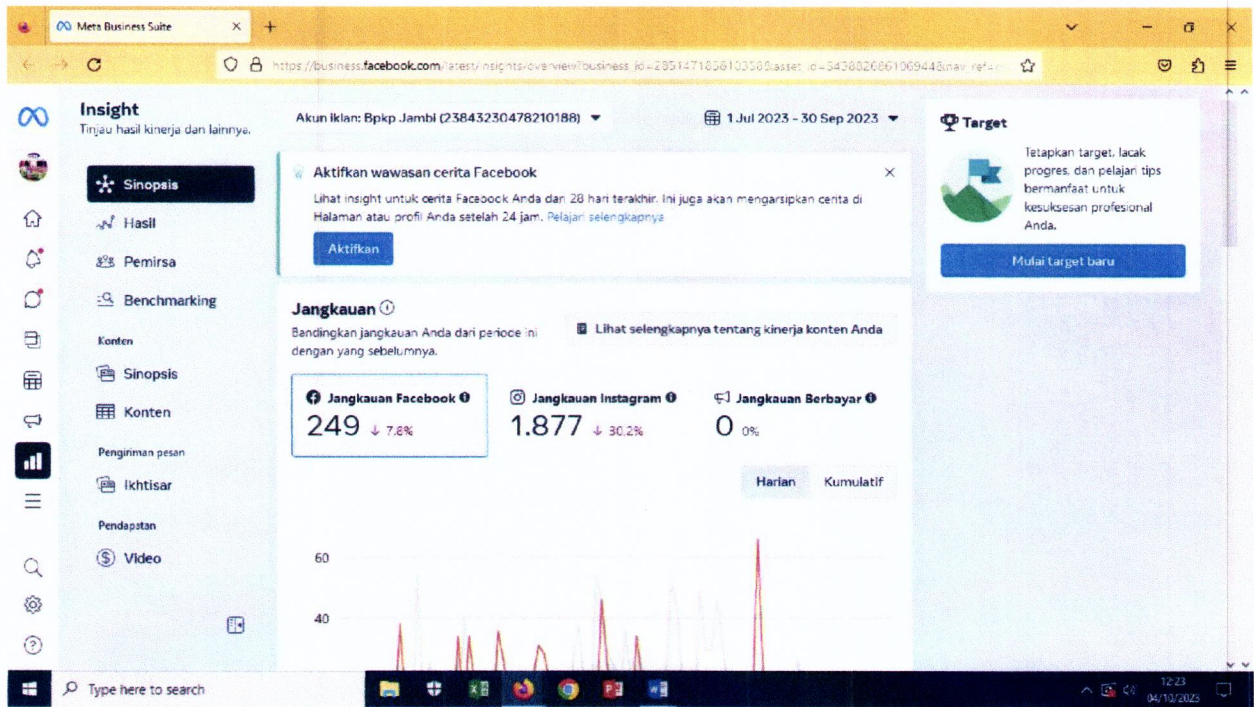 Meta Business Suite
https://business.facebook.com/latest/insights/overview?business_id=
Insight
Tinjau hasil kinerja dan lainnya.
Sinopsis
Hasil
Pemirsa
Benchmarking
Konten
Sinopsis
Konten
Pengiriman pesan
Ikhtisar
Pendapatan
Video
Akun iklan: Bpkp Jambi (23843230478210188)
1 Jul 2023 - 30 Sep 2023
Aktifkan wawasan cerita Facebook
Lihat insight untuk cerita Facebook Anda dari 28 hari terakhir. Ini juga akan mengarsipkan cerita di
Halaman atau profil Anda setelah 24 jam. Pelajari selengkapnya
Aktifkan
Jangkauan
Bandingkan jangkauan Anda dari periode ini
dengan yang sebelumnya.
Lihat selengkapnya tentang kinerja konten Anda
Jangkauan Facebook
249 ↓ 7.8%
Jangkauan Instagram
1.877 ↓ 30.2%
Jangkauan Berbayar
0 0%
Harian Kumulatif
60
40
Target
Tetapkan target, lacak
progres, dan pelajari tips
bermanfaat untuk
kesuksesan profesional
Anda.
Mulai target baru
Type here to search
12:23
04/10/2023